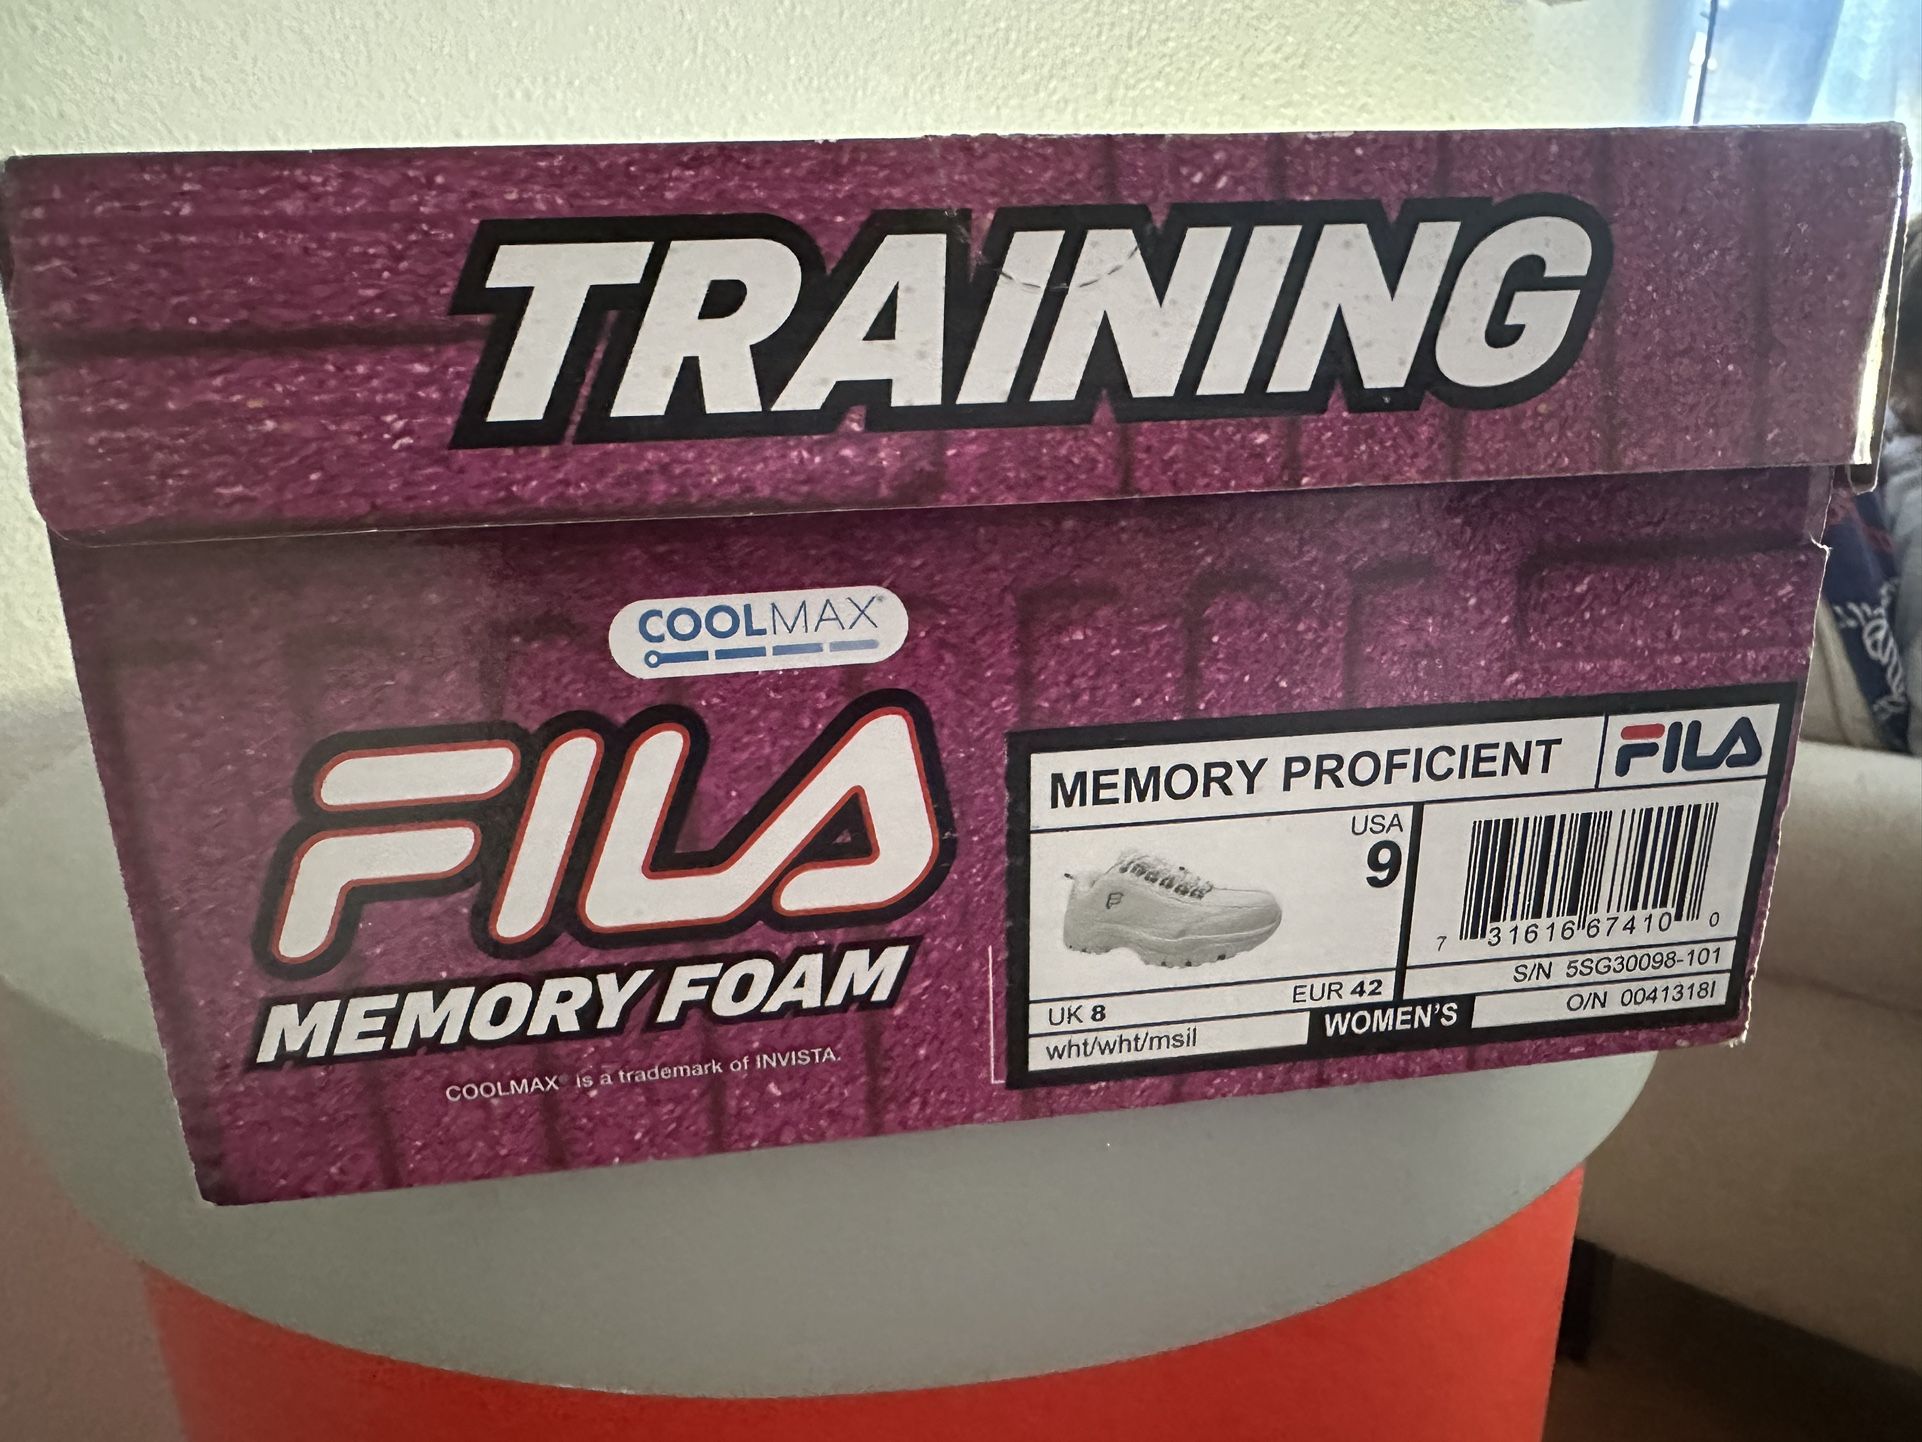 TRAINING
COOLMAX®
FILA
MEMORY FOAM
COOLMAX® is a trademark of INVISTA.
MEMORY PROFICIENT
FILA
USA
9
7 31616 67410 0
UK 8
EUR 42
S/N 5SG30098-101
wht/wht/msil
WOMEN'S
O/N 0041318I